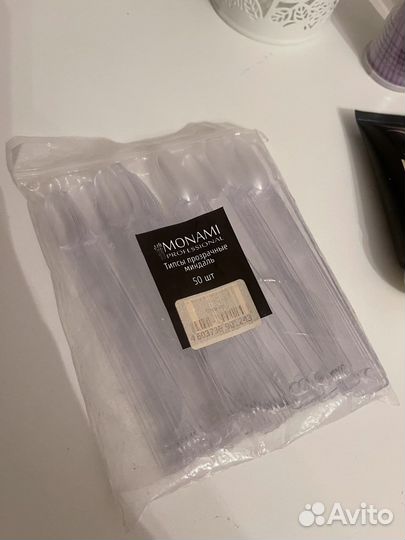 MONAMI
PROFESSIONAL
Типсы прозрачные
миндаль
50 шт
Avito